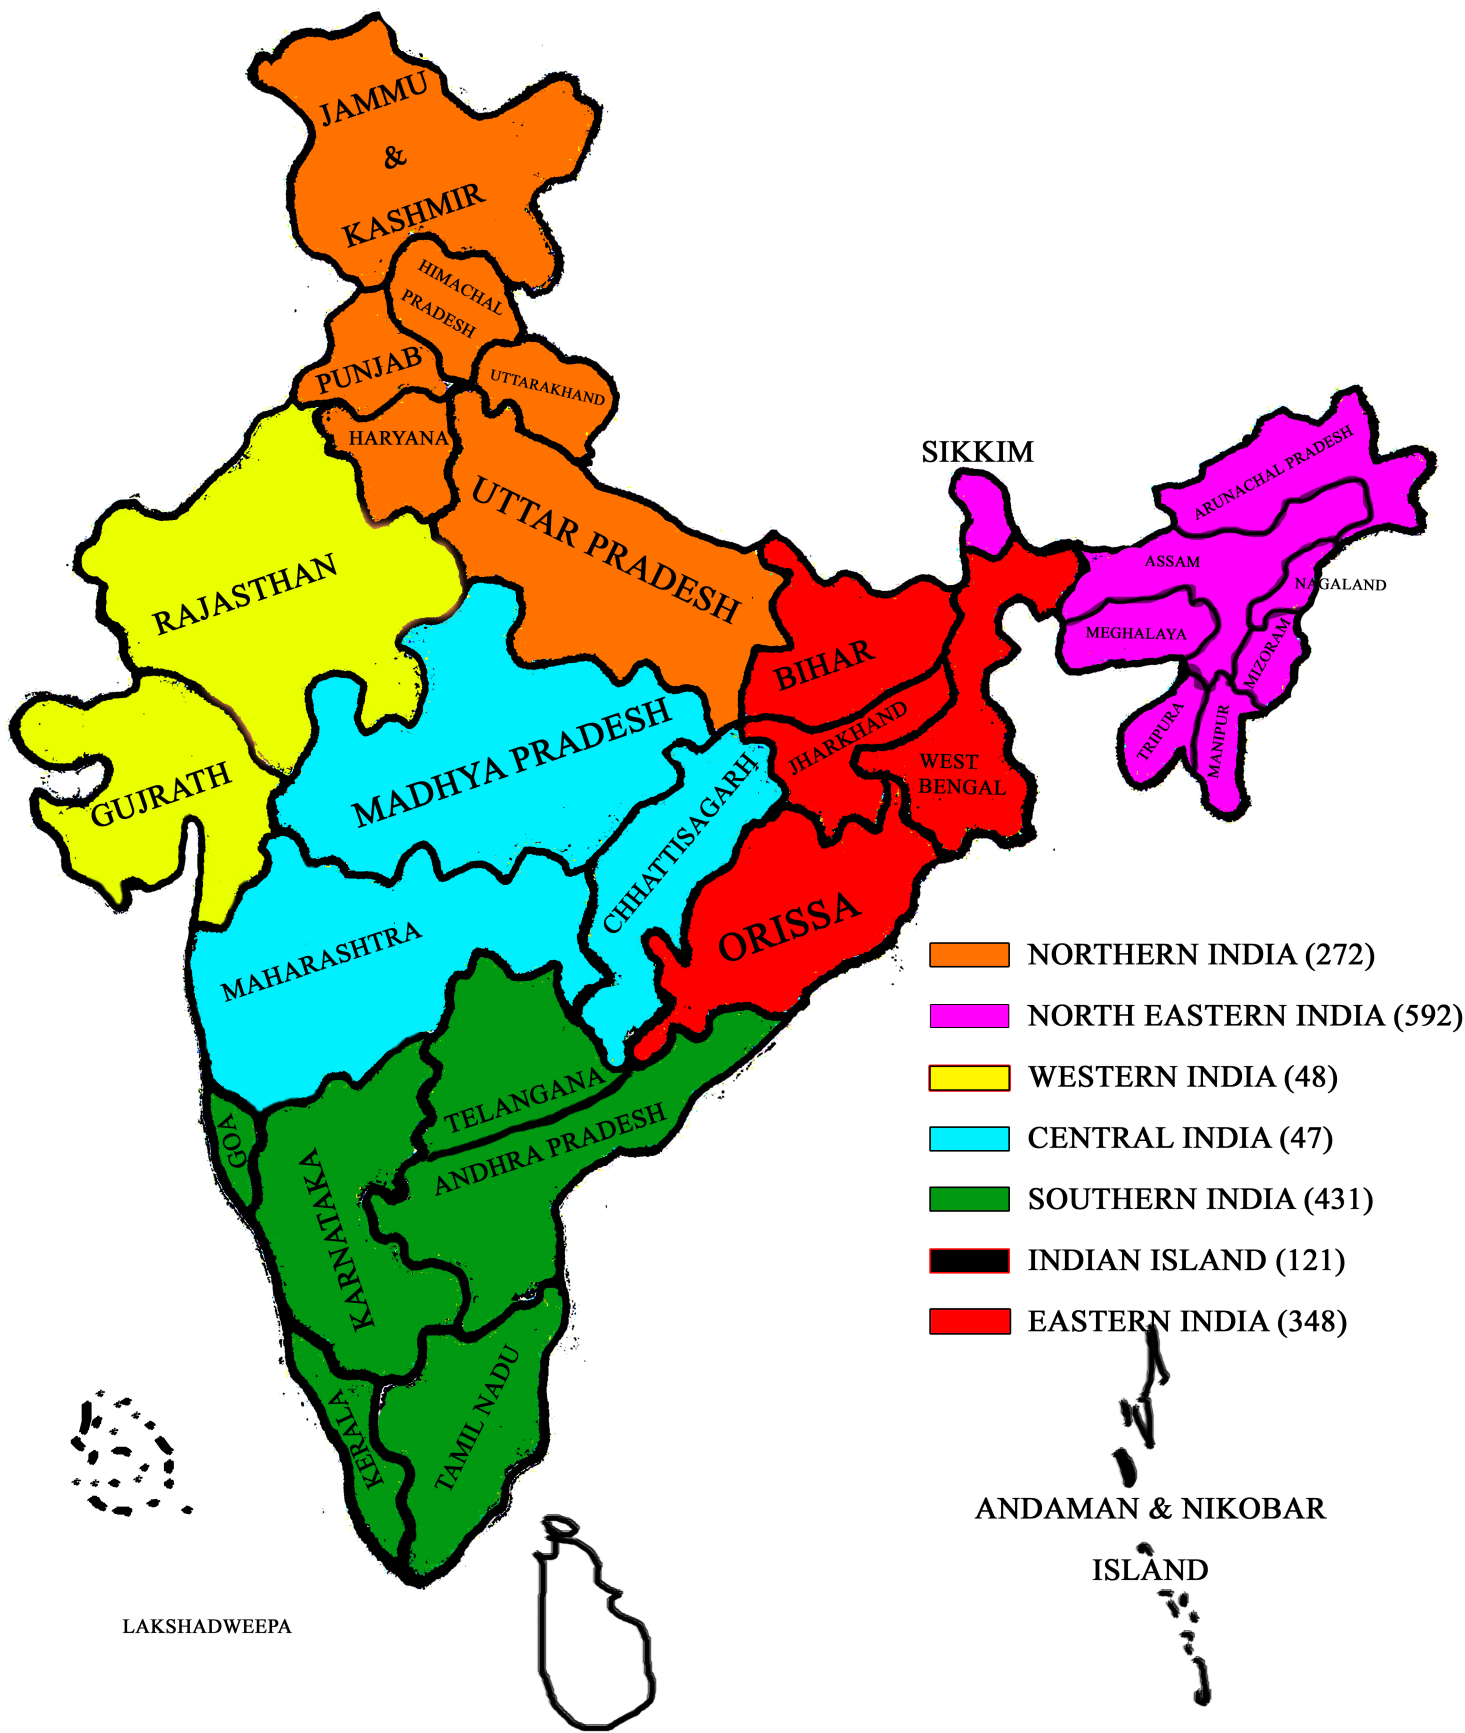 JAMMU
&
KASHMIR
HIMACHAL
PRADESH
PUNJAB
UTTARAKHAND
HARYANA
SIKKIM
ARUNACHAL PRADESH
UTTAR PRADESH
RAJASTHAN
ASSAM
NAGALAND
MEGHALAYA
MIZORAM
BIHAR
TRIPURA
MANIPUR
JHARKHAND
MADHYA PRADESH
WEST
BENGAL
GUJRATH
CHHATTISAGARH
ORISSA
MAHARASHTRA
NORTHERN INDIA (272)
NORTH EASTERN INDIA (592)
WESTERN INDIA (48)
CENTRAL INDIA (47)
SOUTHERN INDIA (431)
INDIAN ISLAND (121)
EASTERN INDIA (348)
TELANGANA
GOA
ANDHRA PRADESH
KARNATAKA
KERALA
TAMIL NADU
ANDAMAN & NIKOBAR
ISLAND
LAKSHADWEEPA